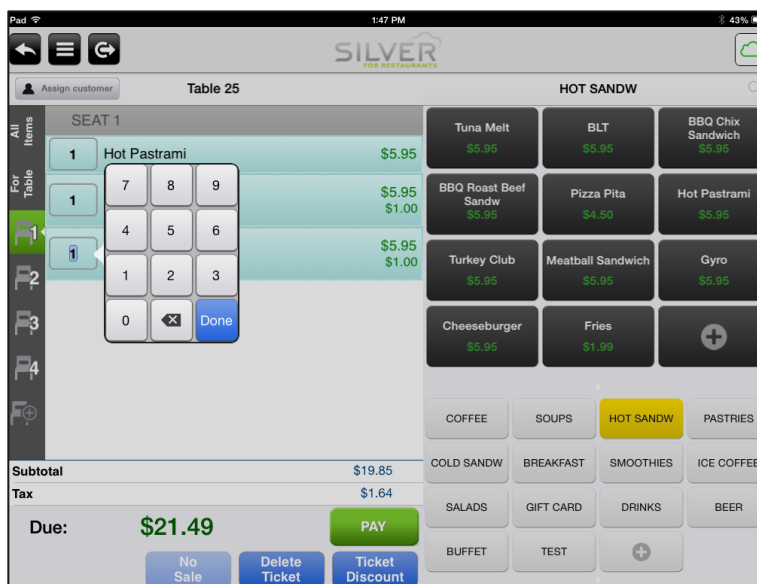 Pad 1:47 PM 43%
SILVER
FOR RESTAURANTS
Assign customer Table 25 HOT SANDW
All Items
For Table
1
2
3
4
SEAT 1
1 Hot Pastrami $5.95
1 $5.95
$1.00
1 $5.95
$1.00
7 8 9
4 5 6
1 2 3
0 Done
Tuna Melt
$5.95
BLT
$5.95
BBQ Chix
Sandwich
$5.95
BBQ Roast Beef
Sandw
$5.95
Pizza Pita
$4.50
Hot Pastrami
$5.95
Turkey Club
$5.95
Meatball Sandwich
$5.95
Gyro
$5.95
Cheeseburger
$5.95
Fries
$1.99
COFFEE SOUPS HOT SANDW PASTRIES
COLD SANDW BREAKFAST SMOOTHIES ICE COFFEE
SALADS GIFT CARD DRINKS BEER
BUFFET TEST
Subtotal $19.85
Tax $1.64
Due: $21.49 PAY
No
Sale
Delete
Ticket
Ticket
Discount